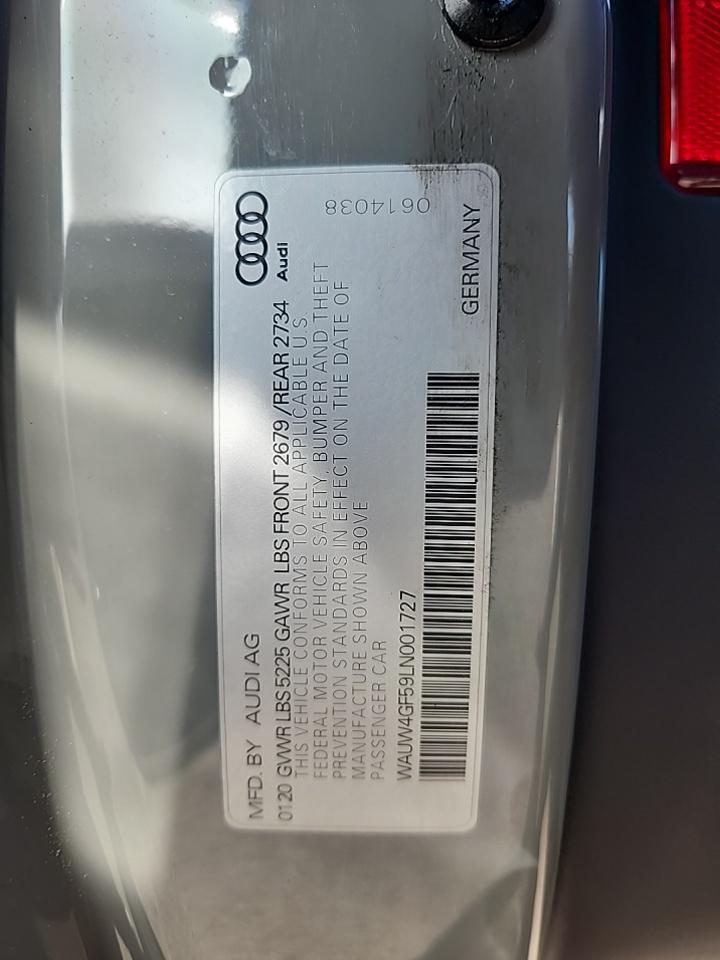 MFD. BY AUDI AG
0120 GVWR LBS 5225 GAWR LBS FRONT 2679 /REAR 2734
Audi
THIS VEHICLE CONFORMS TO ALL APPLICABLE U.S.
FEDERAL MOTOR VEHICLE SAFETY, BUMPER AND THEFT
PREVENTION STANDARDS IN EFFECT ON THE DATE OF
MANUFACTURE SHOWN ABOVE
PASSENGER CAR
0614038
WAUW4GF59LN001727
GERMANY